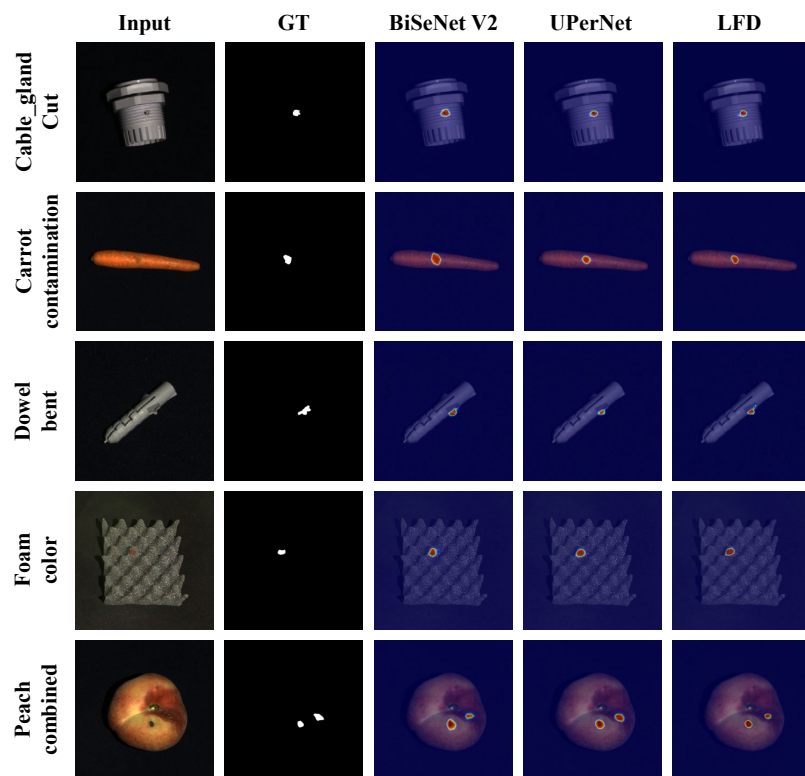 Input GT BiSeNet V2 UPerNet LFD
Cable_gland
Cut
Carrot
contamination
Dowel
bent
Foam
color
Peach
combined